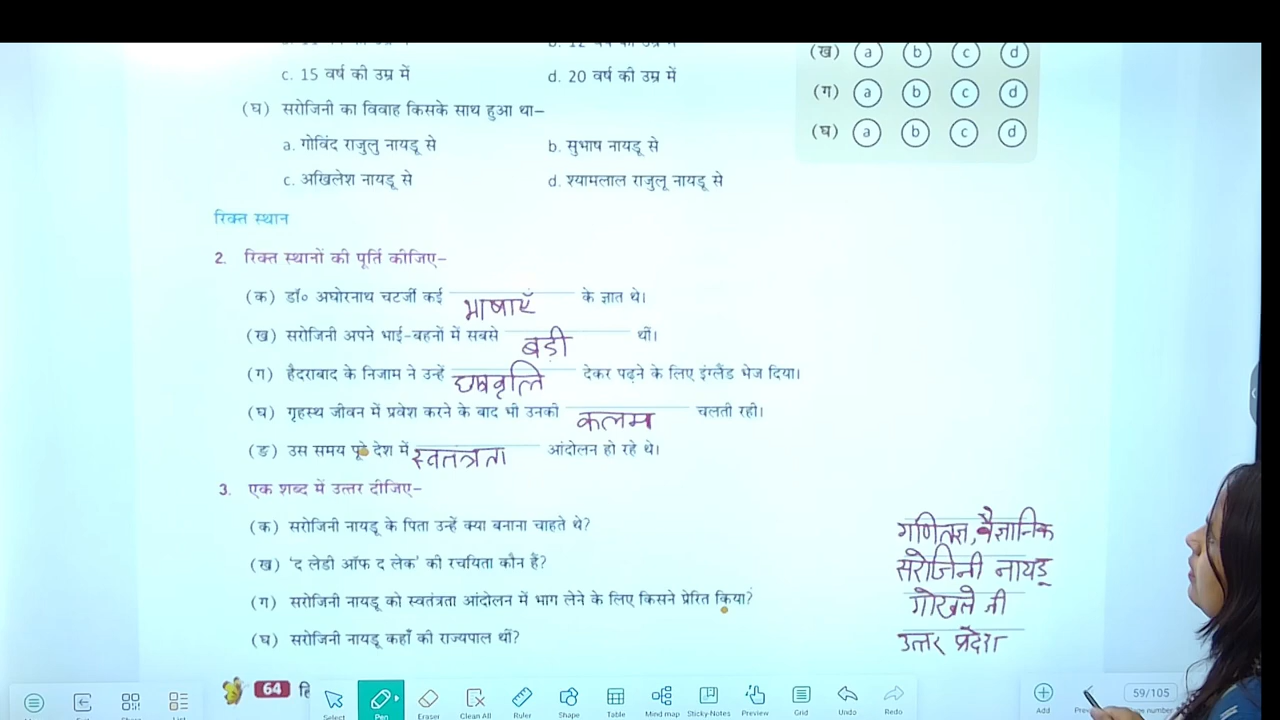 (ख) a b c d
c. 15 वर्ष की उम्र में d. 20 वर्ष की उम्र में
(ग) a b c d
(घ) सरोजिनी का विवाह किसके साथ हुआ था–
(घ) a b c d
a. गोविंद राजुलु नायडू से b. सुभाष नायडू से
c. अखिलेश नायडू से d. श्यामलाल राजुलू नायडू से
रिक्त स्थान
2. रिक्त स्थानों की पूर्ति कीजिए–
(क) डॉ० अघोरनाथ चटर्जी कई भाषाएँ के ज्ञात थे।
(ख) सरोजिनी अपने भाई-बहनों में सबसे बड़ी थीं।
(ग) हैदराबाद के निजाम ने उन्हें छात्रवृत्ति देकर पढ़ने के लिए इंग्लैंड भेज दिया।
(घ) गृहस्थ जीवन में प्रवेश करने के बाद भी उनकी कलम चलती रही।
(ङ) उस समय पूरे देश में स्वतंत्रता आंदोलन हो रहे थे।
3. एक शब्द में उत्तर दीजिए–
(क) सरोजिनी नायडू के पिता उन्हें क्या बनाना चाहते थे? गणितज्ञ, वैज्ञानिक
(ख) ‘द लेडी ऑफ द लेक’ की रचयिता कौन हैं? सरोजिनी नायडू
(ग) सरोजिनी नायडू को स्वतंत्रता आंदोलन में भाग लेने के लिए किसने प्रेरित किया? गोखले जी
(घ) सरोजिनी नायडू कहाँ की राज्यपाल थीं? उत्तर प्रदेश
64 हि
59/105
Select Pen Eraser Clean All Ruler Shape Table Mind map Sticky-Notes Preview Grid Undo Redo Add